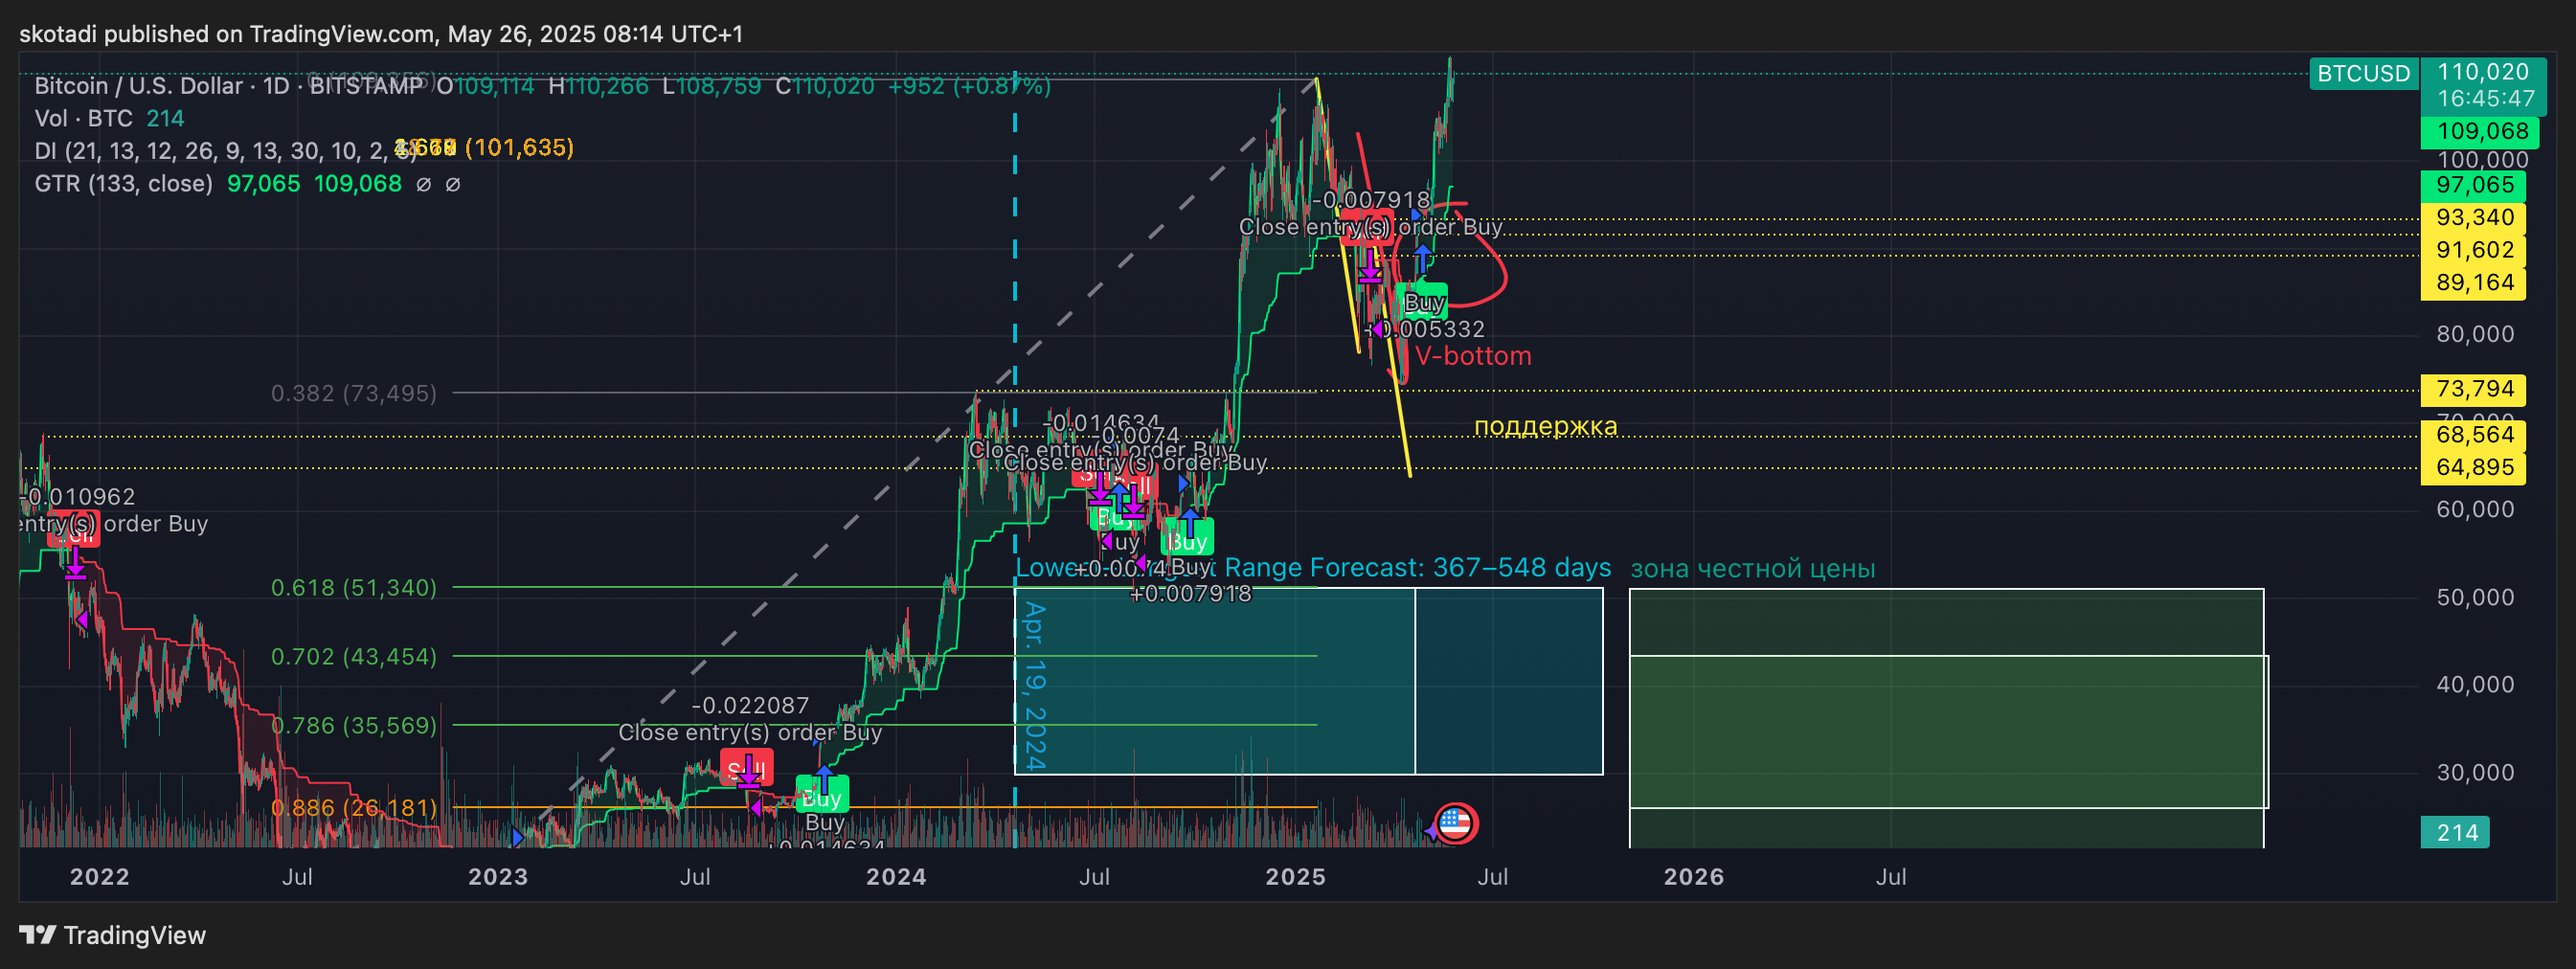 skotadi published on TradingView.com, May 26, 2025 08:14 UTC+1
Bitcoin / U.S. Dollar · 1D · BITSTAMP O109,114 H110,266 L108,759 C110,020 +952 (+0.87%)
Vol · BTC 214
DI (21, 13, 12, 26, 9, 13, 30, 10, 2, 6)
(101,635)
GTR (133, close) 97,065 109,068 ∅ ∅
BTCUSD
110,020
16:45:47
109,068
100,000
97,065
93,340
91,602
89,164
80,000
73,794
68,564
64,895
60,000
50,000
40,000
30,000
214
-0.007918
Close entry(s) order Buy
Buy
+0.005332
V-bottom
0.382 (73,495)
поддержка
-0.014634
-0.0074
Close entry(s) order Buy
Close entry(s) order Buy
Sell
Buy
Buy
Buy
Buy
+0.0074
+0.007918
-0.010962
entry(s) order Buy
Sell
Range Forecast: 367–548 days
зона честной цены
0.618 (51,340)
Apr. 19, 2024
0.702 (43,454)
0.786 (35,569)
-0.022087
Close entry(s) order Buy
Sell
Buy
Buy
+0.014634
0.886 (26,181)
2022
Jul
2023
Jul
2024
Jul
2025
Jul
2026
Jul
TradingView